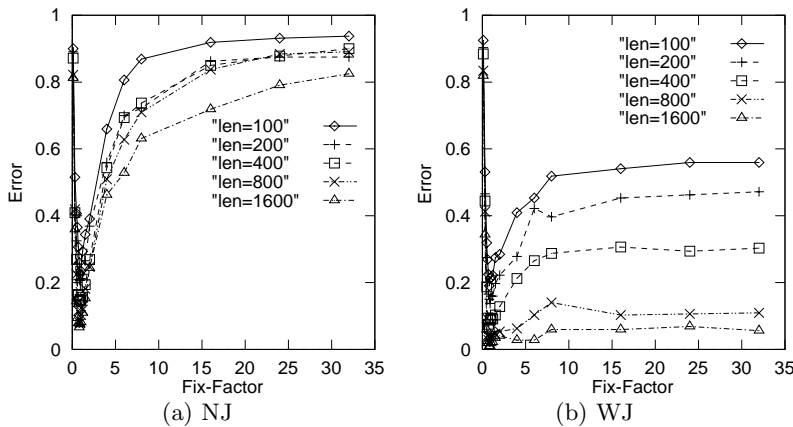 1
0.8
0.6
0.4
0.2
0
Error
0 5 10 15 20 25 30 35
Fix-Factor
"len=100"
"len=200"
"len=400"
"len=800"
"len=1600"
(a) NJ
1
0.8
0.6
0.4
0.2
0
Error
0 5 10 15 20 25 30 35
Fix-Factor
"len=100"
"len=200"
"len=400"
"len=800"
"len=1600"
(b) WJ